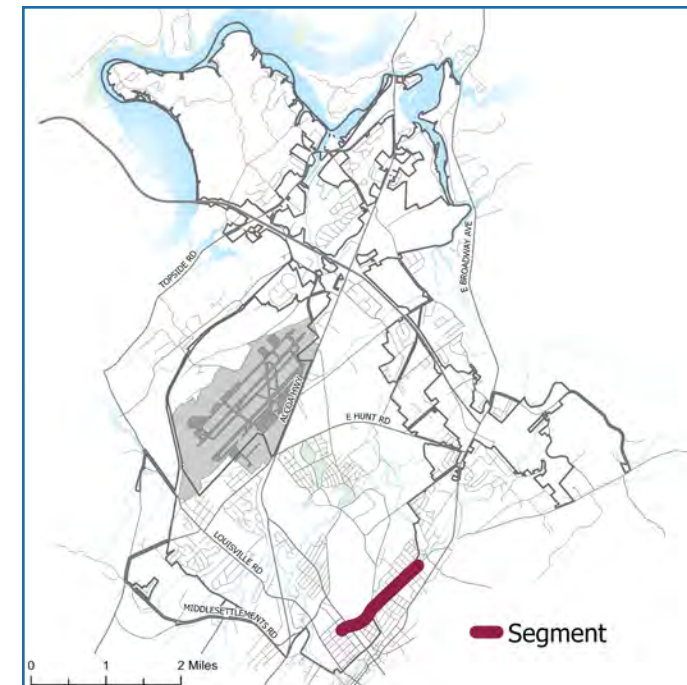 TOPSIDE RD
E BROADWAY AVE
ALCOA HWY
E HUNT RD
LOUISVILLE RD
MIDDLESETTLEMENTS RD
Segment
0 1 2 Miles